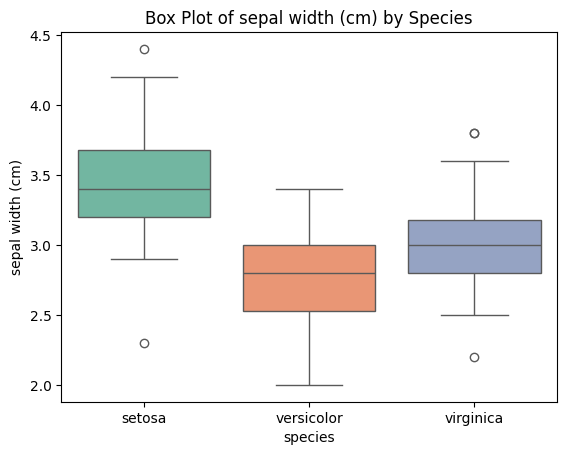 Box Plot of sepal width (cm) by Species
4.5
4.0
3.5
3.0
2.5
2.0
sepal width (cm)
setosa versicolor virginica
species